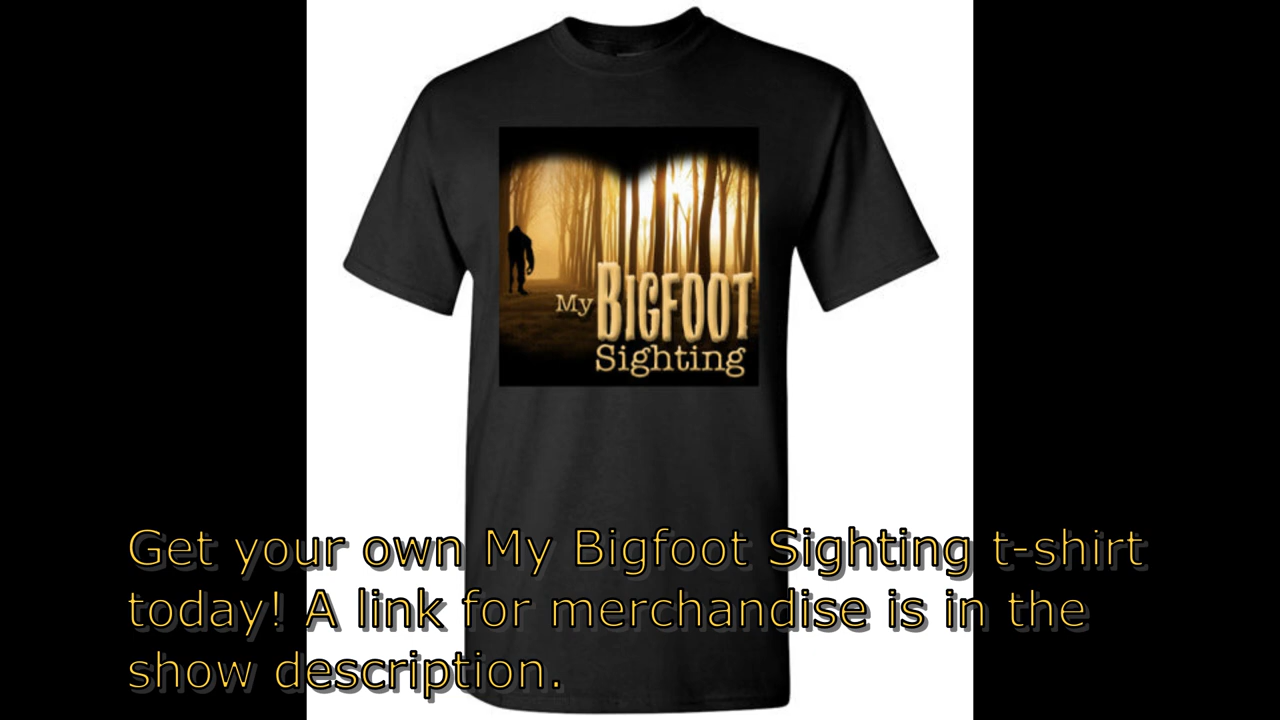 My BIGFOOT
Sighting
Get your own My Bigfoot Sighting t-shirt
today! A link for merchandise is in the
show description.